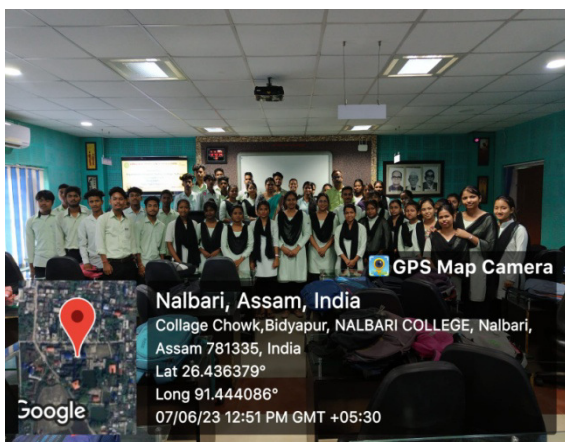 GPS Map Camera
Nalbari, Assam, India
Collage Chowk,Bidyapur, NALBARI COLLEGE, Nalbari,
Assam 781335, India
Lat 26.436379°
Long 91.444086°
07/06/23 12:51 PM GMT +05:30
Google